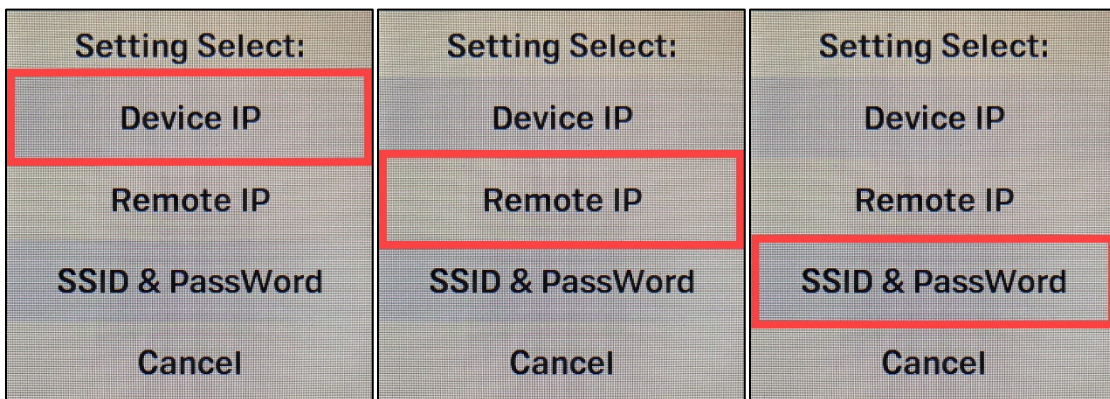 Setting Select:
Device IP
Remote IP
SSID & PassWord
Cancel
Setting Select:
Device IP
Remote IP
SSID & PassWord
Cancel
Setting Select:
Device IP
Remote IP
SSID & PassWord
Cancel